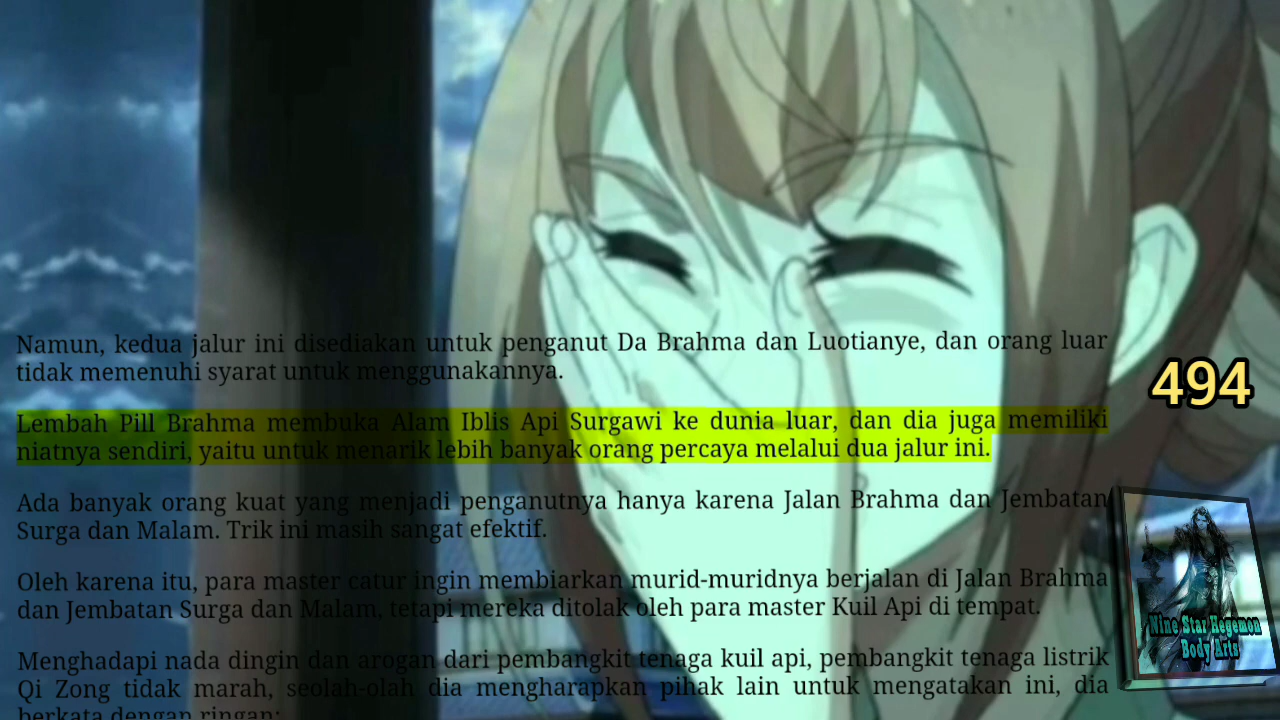 Namun, kedua jalur ini disediakan untuk penganut Da Brahma dan Luotianye, dan orang luar
tidak memenuhi syarat untuk menggunakannya.
Lembah Pill Brahma membuka Alam Iblis Api Surgawi ke dunia luar, dan dia juga memiliki
niatnya sendiri, yaitu untuk menarik lebih banyak orang percaya melalui dua jalur ini.
Ada banyak orang kuat yang menjadi penganutnya hanya karena Jalan Brahma dan Jembatan
Surga dan Malam. Trik ini masih sangat efektif.
Oleh karena itu, para master catur ingin membiarkan murid-muridnya berjalan di Jalan Brahma
dan Jembatan Surga dan Malam, tetapi mereka ditolak oleh para master Kuil Api di tempat.
Menghadapi nada dingin dan arogan dari pembangkit tenaga kuil api, pembangkit tenaga listrik
Qi Zong tidak marah, seolah-olah dia mengharapkan pihak lain untuk mengatakan ini, dia
berkata dengan ringan:
494
Nine Star Hegemon
Body Arts